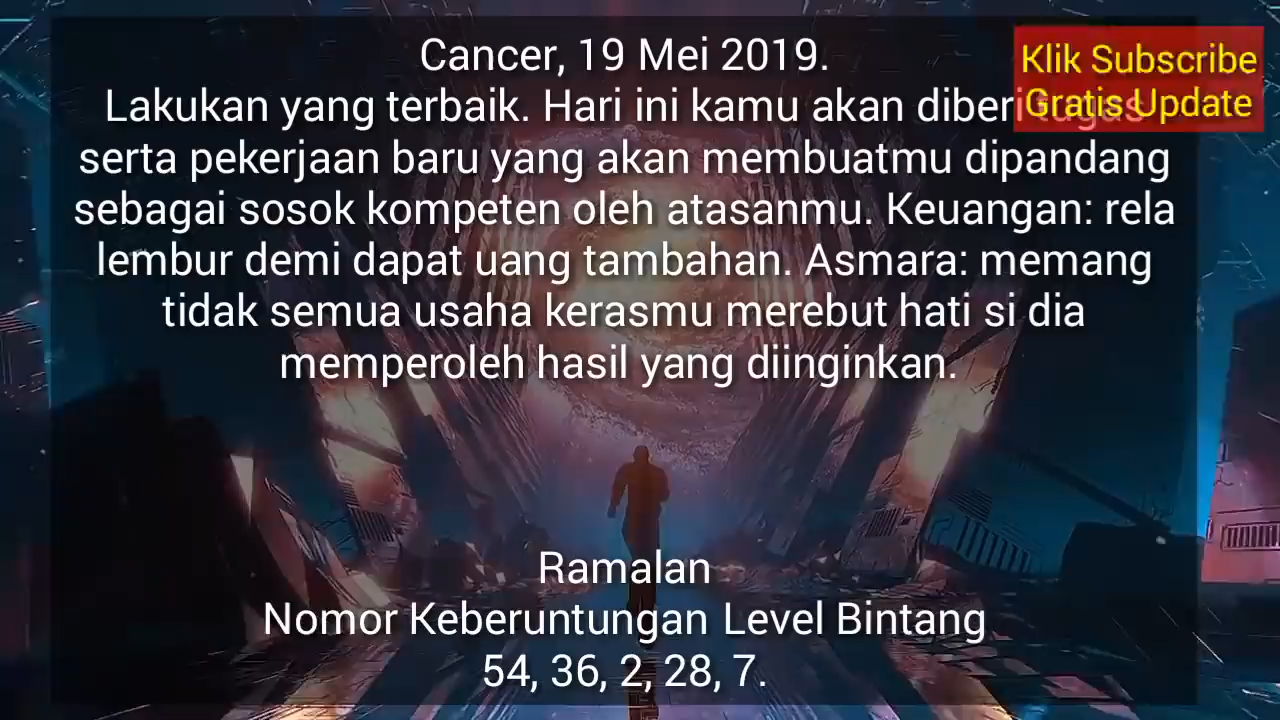 Cancer, 19 Mei 2019.
Lakukan yang terbaik. Hari ini kamu akan diberi tugas
serta pekerjaan baru yang akan membuatmu dipandang
sebagai sosok kompeten oleh atasanmu. Keuangan: rela
lembur demi dapat uang tambahan. Asmara: memang
tidak semua usaha kerasmu merebut hati si dia
memperoleh hasil yang diinginkan.
Ramalan
Nomor Keberuntungan Level Bintang
54, 36, 2, 28, 7.
Klik Subscribe
Gratis Update